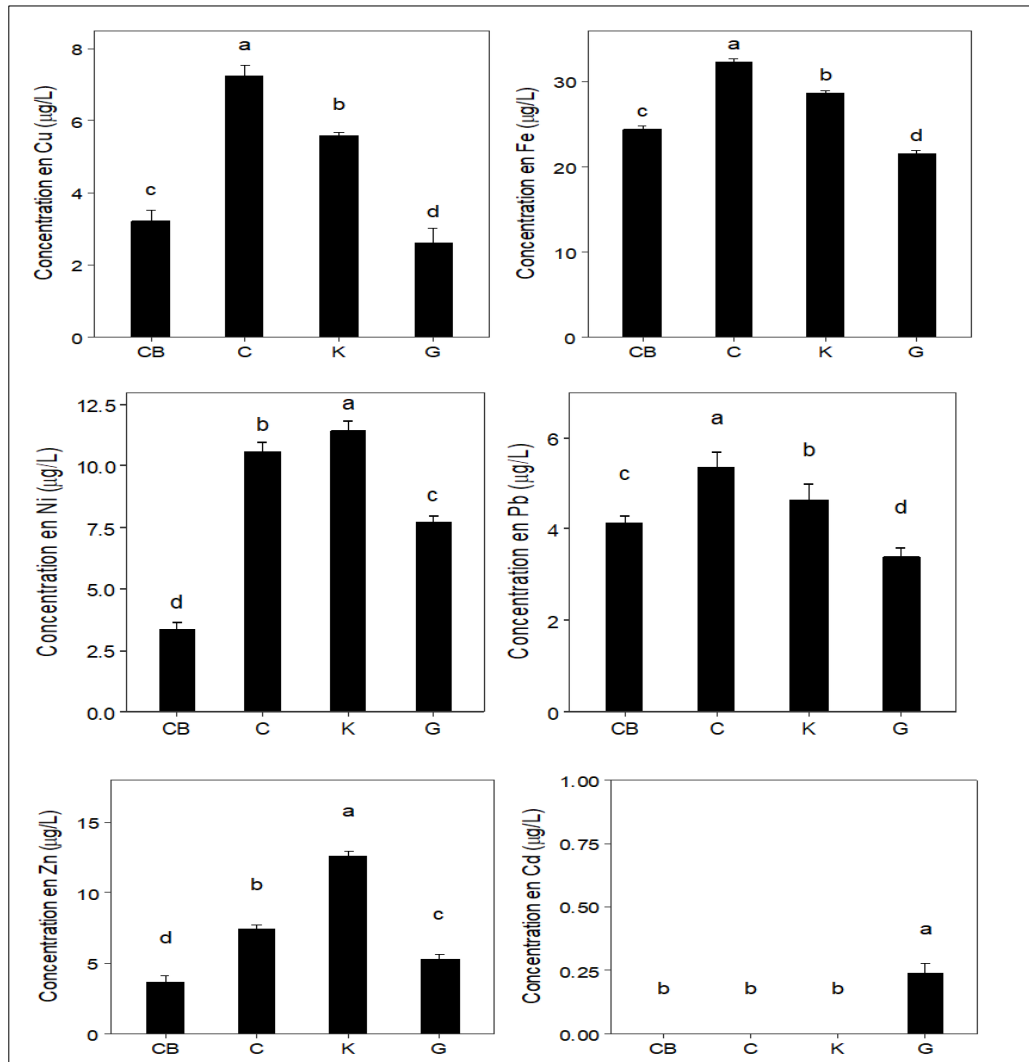 Concentration en Cu (µg/L)
8
6
4
2
0
a
b
c
d
CB C K G
Concentration en Fe (µg/L)
30
20
10
0
a
b
c
d
CB C K G
Concentration en Ni (µg/L)
12.5
10.0
7.5
5.0
2.5
0.0
a
b
c
d
CB C K G
Concentration en Pb (µg/L)
6
4
2
0
a
b
c
d
CB C K G
Concentration en Zn (µg/L)
15
10
5
0
a
b
c
d
CB C K G
Concentration en Cd (µg/L)
1.00
0.75
0.50
0.25
0.00
a
b b b
CB C K G